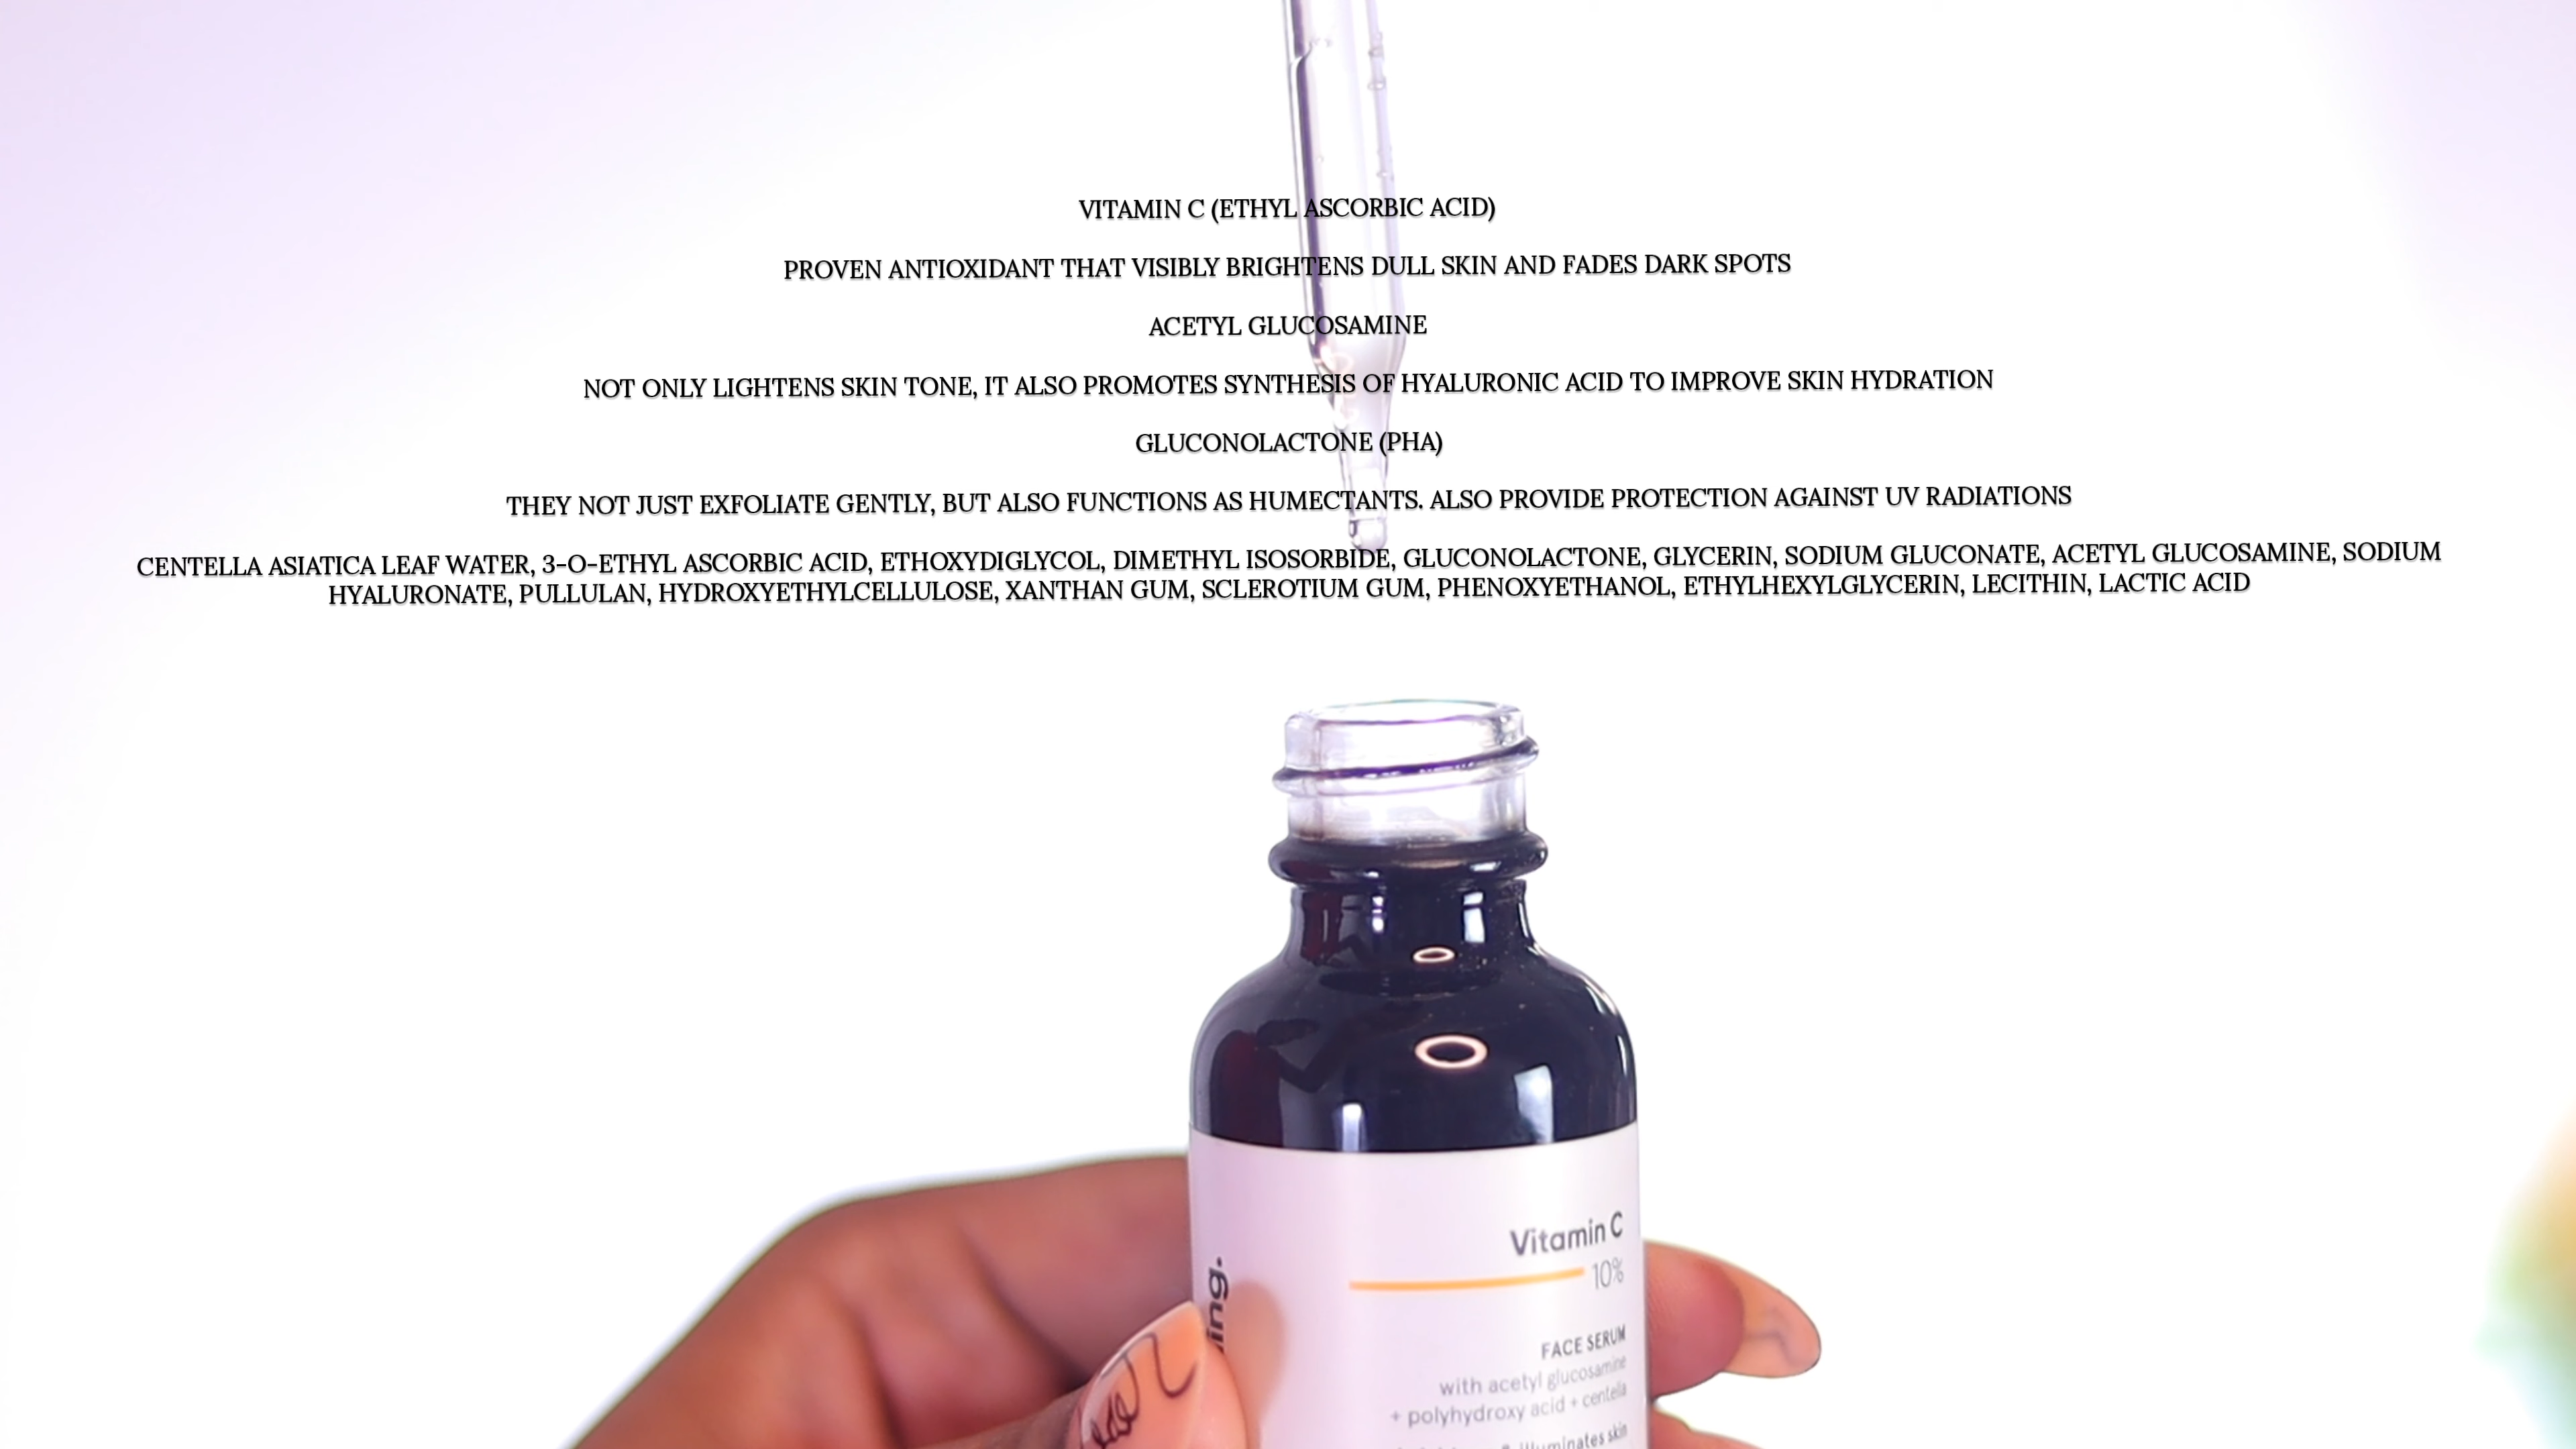 VITAMIN C (ETHYL ASCORBIC ACID)
PROVEN ANTIOXIDANT THAT VISIBLY BRIGHTENS DULL SKIN AND FADES DARK SPOTS
ACETYL GLUCOSAMINE
NOT ONLY LIGHTENS SKIN TONE, IT ALSO PROMOTES SYNTHESIS OF HYALURONIC ACID TO IMPROVE SKIN HYDRATION
GLUCONOLACTONE (PHA)
THEY NOT JUST EXFOLIATE GENTLY, BUT ALSO FUNCTIONS AS HUMECTANTS. ALSO PROVIDE PROTECTION AGAINST UV RADIATIONS
CENTELLA ASIATICA LEAF WATER, 3-O-ETHYL ASCORBIC ACID, ETHOXYDIGLYCOL, DIMETHYL ISOSORBIDE, GLUCONOLACTONE, GLYCERIN, SODIUM GLUCONATE, ACETYL GLUCOSAMINE, SODIUM
HYALURONATE, PULLULAN, HYDROXYETHYLCELLULOSE, XANTHAN GUM, SCLEROTIUM GUM, PHENOXYETHANOL, ETHYLHEXYLGLYCERIN, LECITHIN, LACTIC ACID
Vitamin C
10%
FACE SERUM
with acetyl glucosamine
+ polyhydroxy acid + centella
skin